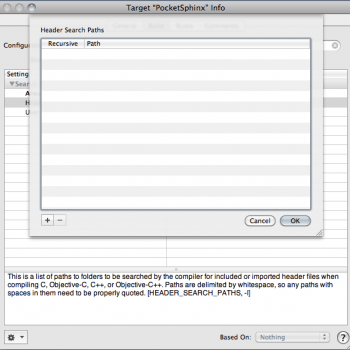 Target "PocketSphinx" Info
Header Search Paths
Recursive Path
Configu
Setting
Sear
A
H
U
+ −
Cancel OK
This is a list of paths to folders to be searched by the compiler for included or imported header files when
compiling C, Objective-C, C++, or Objective-C++. Paths are delimited by whitespace, so any paths with
spaces in them need to be properly quoted. [HEADER_SEARCH_PATHS, -I]
Based On: Nothing ?